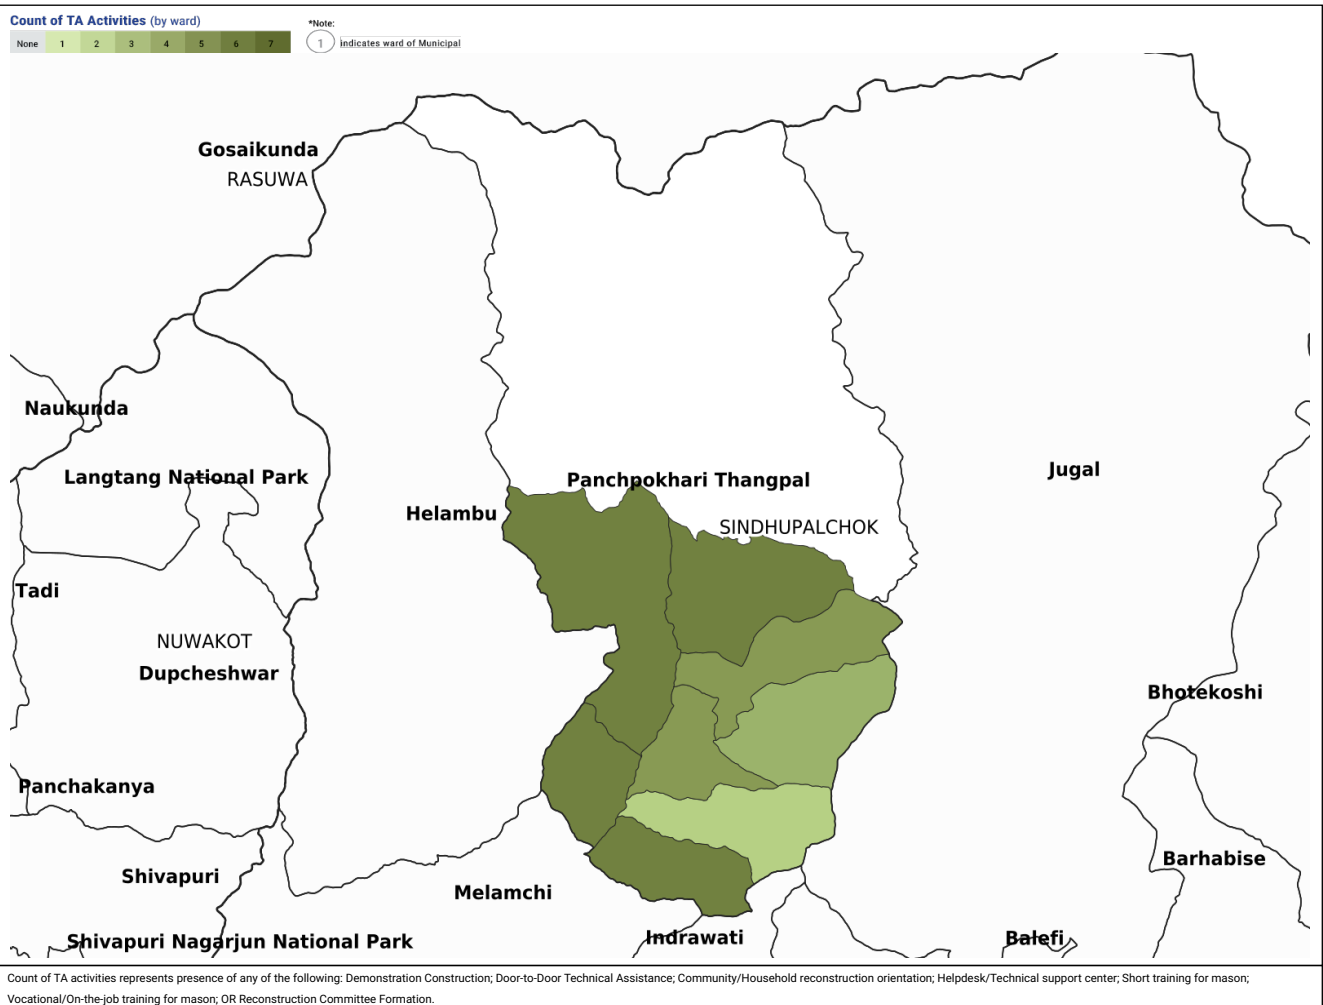 Count of TA Activities (by ward)
None 1 2 3 4 5 6 7
*Note:
1 indicates ward of Municipal
Gosaikunda
RASUWA
Naukunda
Langtang National Park
Panchpokhari Thangpal
Jugal
Helambu
SINDHUPALCHOK
Tadi
NUWAKOT
Dupcheshwar
Bhotekoshi
Panchakanya
Barhabise
Shivapuri
Melamchi
Shivapuri Nagarjun National Park
Indrawati
Balefi
Count of TA activities represents presence of any of the following: Demonstration Construction; Door-to-Door Technical Assistance; Community/Household reconstruction orientation; Helpdesk/Technical support center; Short training for mason;
Vocational/On-the-job training for mason; OR Reconstruction Committee Formation.